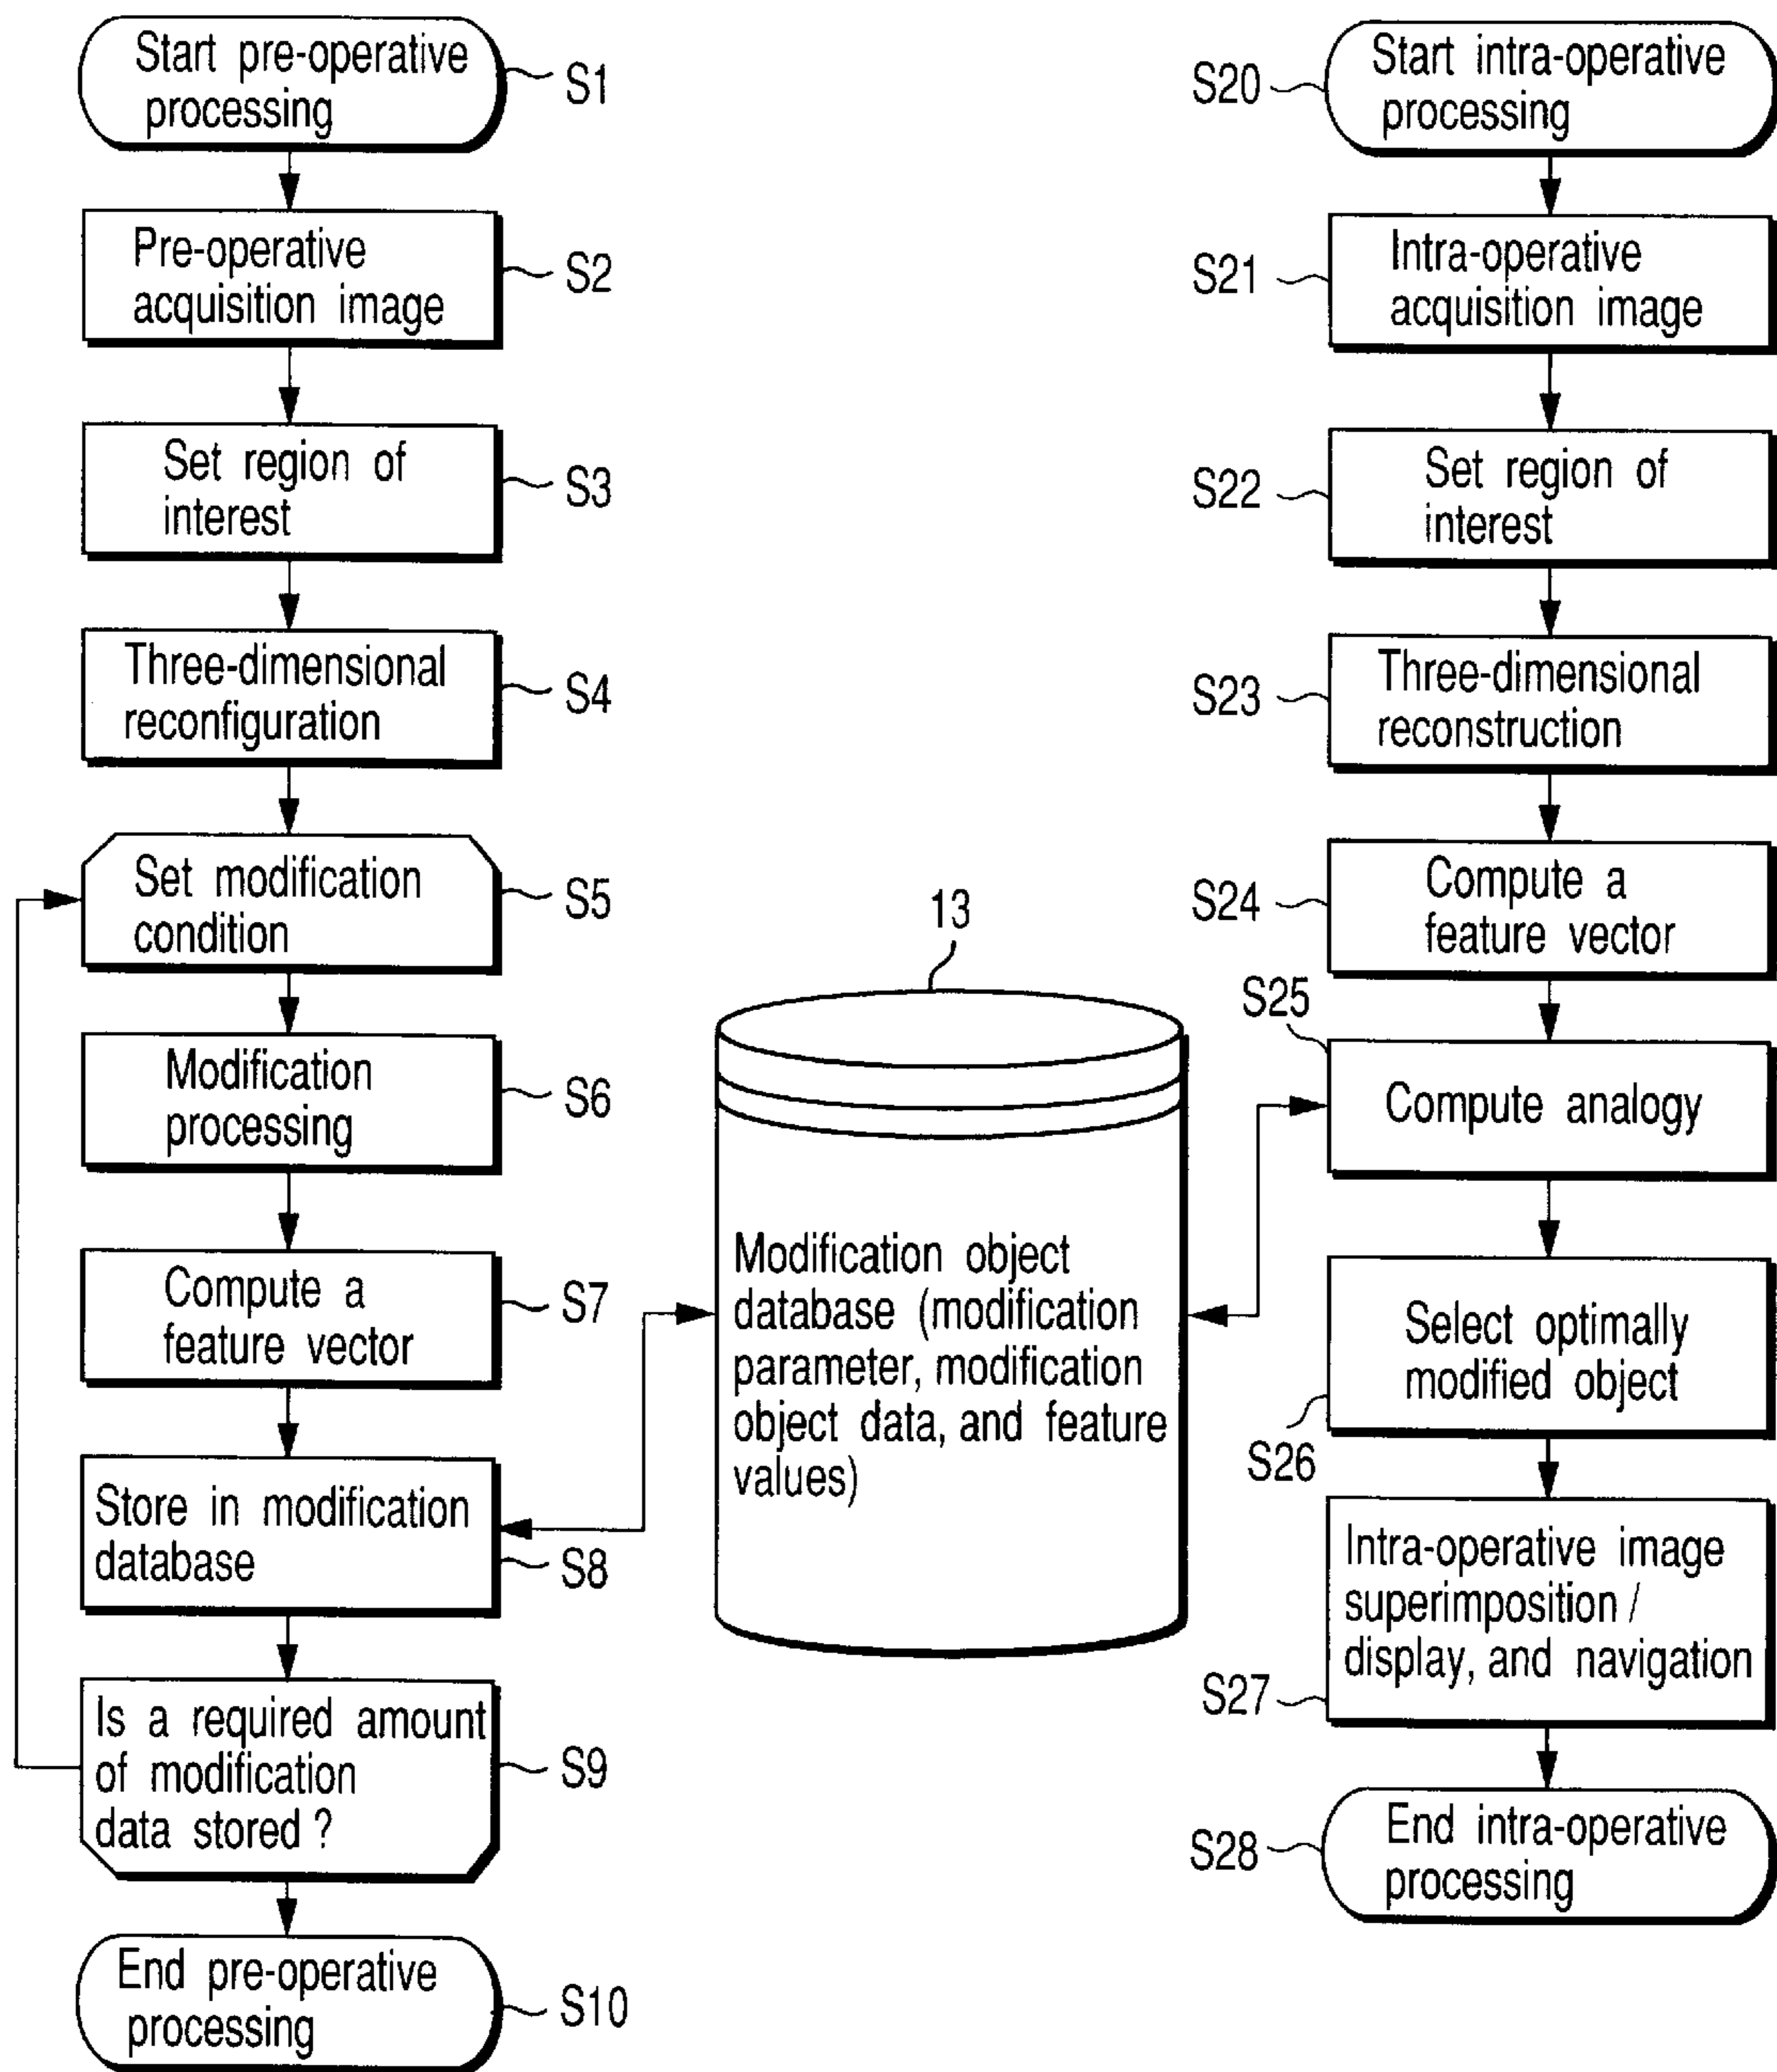 Start pre-operative
processing
S1
Pre-operative
acquisition image
S2
Set region of
interest
S3
Three-dimensional
reconfiguration
S4
Set modification
condition
S5
Modification
processing
S6
Compute a
feature vector
S7
Store in modification
database
S8
Is a required amount
of modification
data stored ?
S9
End pre-operative
processing
S10
13
Modification object
database (modification
parameter, modification
object data, and feature
values)
Start intra-operative
processing
S20
Intra-operative
acquisition image
S21
Set region of
interest
S22
Three-dimensional
reconstruction
S23
Compute a
feature vector
S24
S25
Compute analogy
Select optimally
modified object
S26
Intra-operative image
superimposition /
display, and navigation
S27
End intra-operative
processing
S28